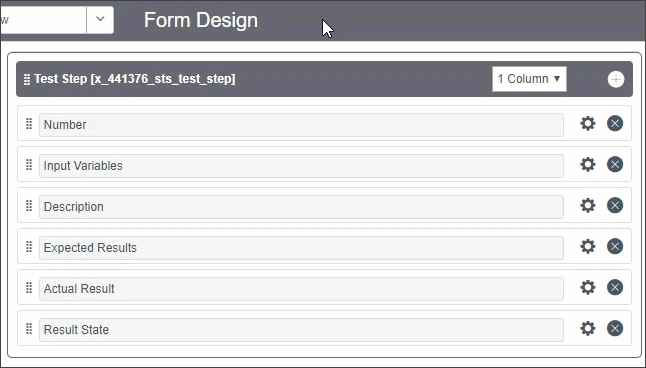 w
Form Design
Test Step [x_441376_sts_test_step]
1 Column
Number
Input Variables
Description
Expected Results
Actual Result
Result State